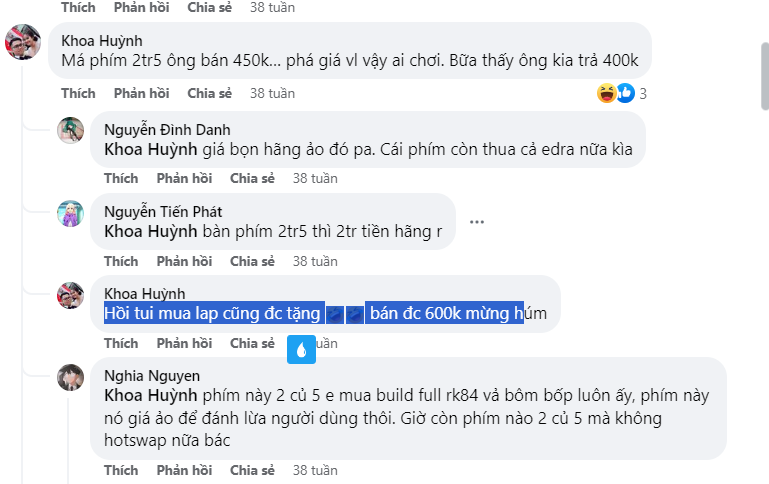 Thích Phản hồi Chia sẻ 38 tuần
Khoa Huỳnh
Má phím 2tr5 ông bán 450k... phá giá vl vậy ai chơi. Bữa thấy ông kia trả 400k
Thích Phản hồi Chia sẻ 38 tuần 3
Nguyễn Đình Danh
Khoa Huỳnh giá bọn hãng ảo đó pa. Cái phím còn thua cả edra nữa kìa
Thích Phản hồi Chia sẻ 38 tuần
Nguyễn Tiến Phát
Khoa Huỳnh bàn phím 2tr5 thì 2tr tiền hãng r
Thích Phản hồi Chia sẻ 38 tuần
Khoa Huỳnh
Hồi tui mua lap cũng đc tặng bán đc 600k mừng húm
Thích Phản hồi Chia sẻ uần
Nghia Nguyen
Khoa Huỳnh phím này 2 củ 5 e mua build full rk84 vả bôm bốp luôn ấy, phím này
nó giá ảo để đánh lừa người dùng thôi. Giờ còn phím nào 2 củ 5 mà không
hotswap nữa bác
Thích Phản hồi Chia sẻ 38 tuần